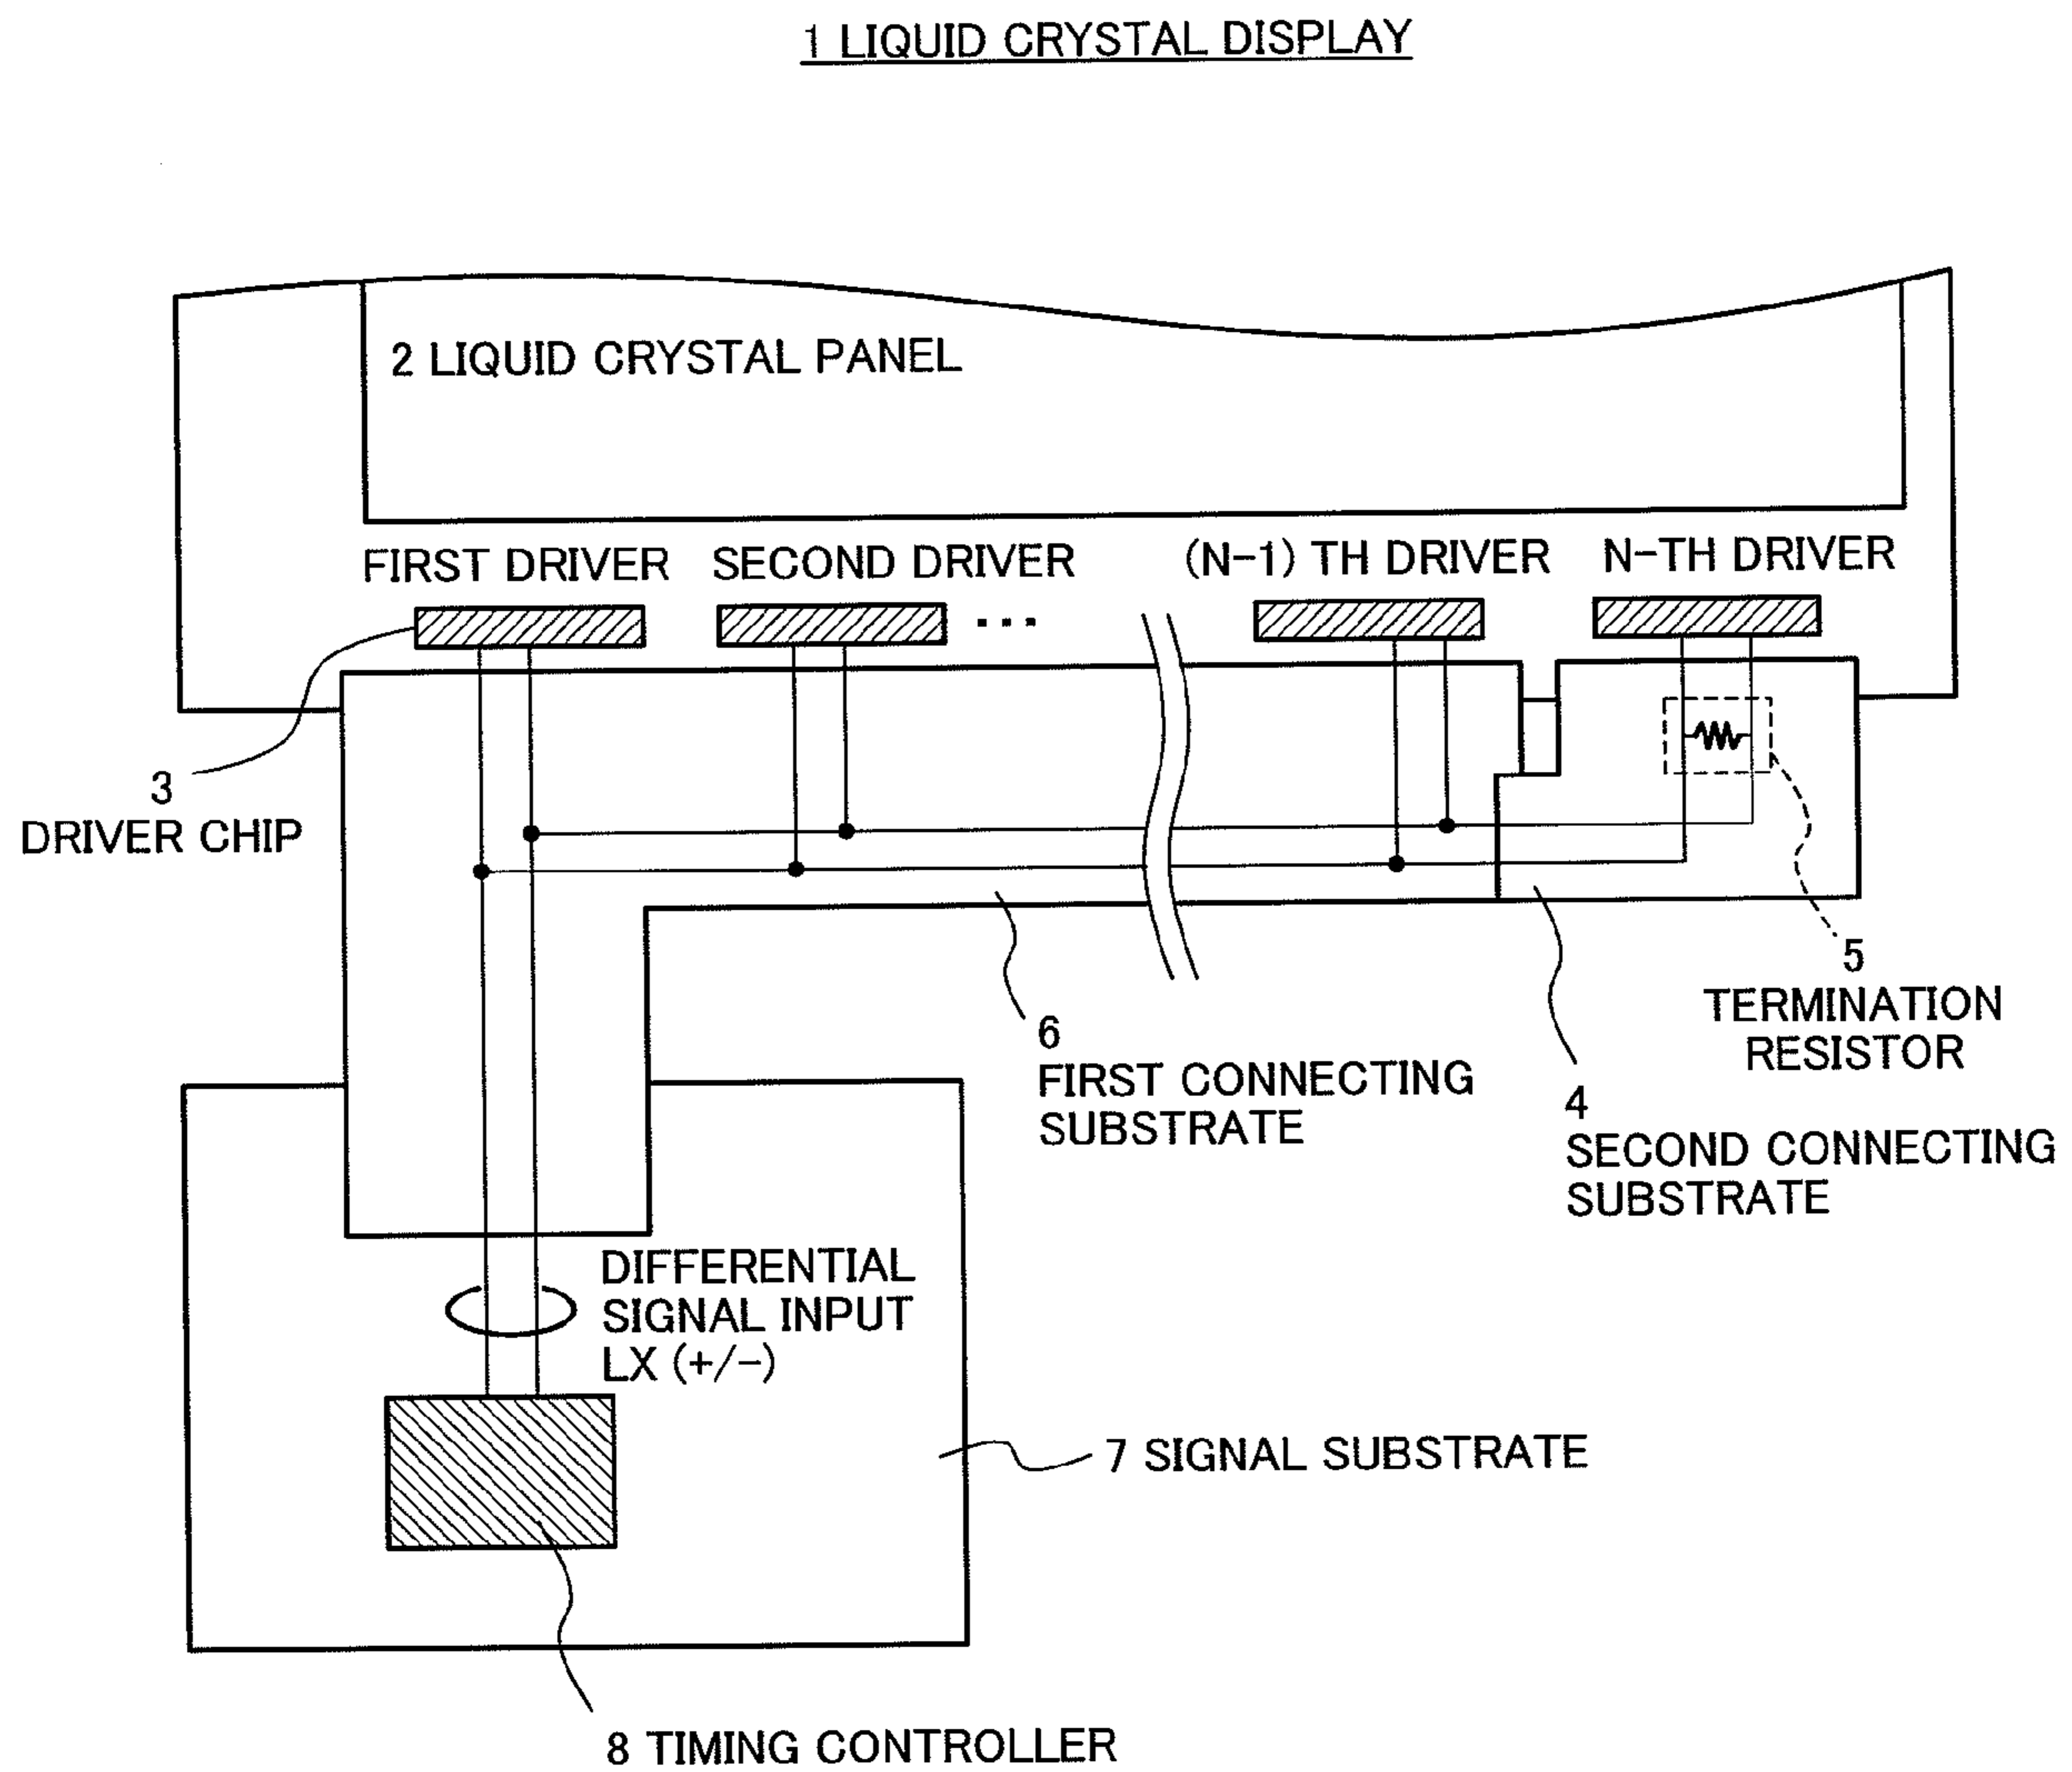 1 LIQUID CRYSTAL DISPLAY
2 LIQUID CRYSTAL PANEL
FIRST DRIVER
SECOND DRIVER
(N-1) TH DRIVER
N-TH DRIVER
...
3
DRIVER CHIP
5
TERMINATION
RESISTOR
6
FIRST CONNECTING
SUBSTRATE
4
SECOND CONNECTING
SUBSTRATE
DIFFERENTIAL
SIGNAL INPUT
LX (+/-)
7 SIGNAL SUBSTRATE
8 TIMING CONTROLLER